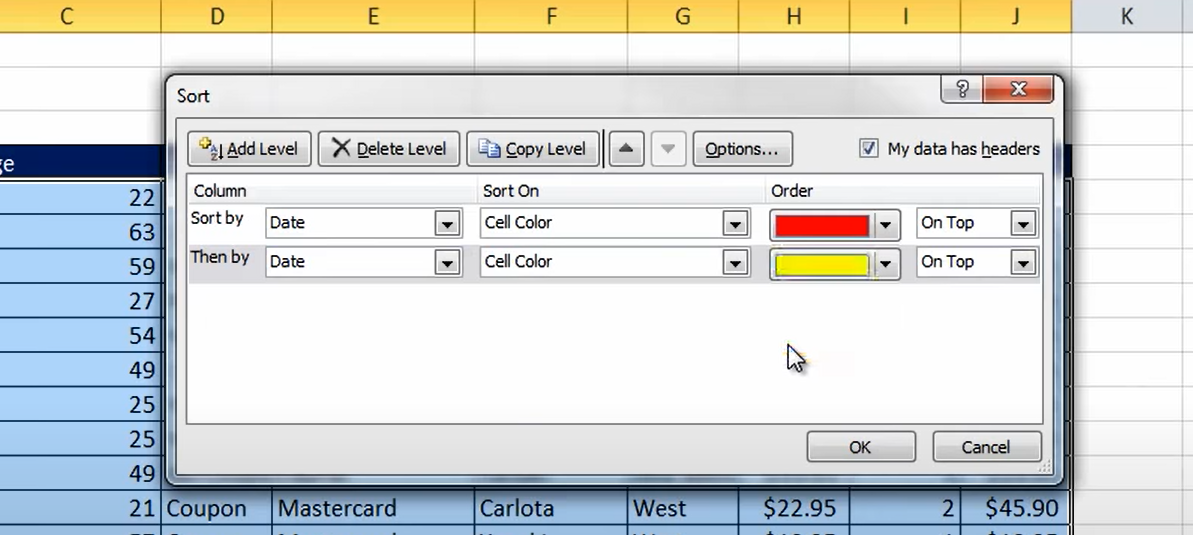 C D E F G H I J K
Sort
?
ge
Add Level Delete Level Copy Level Options... My data has headers
Column Sort On Order
22
Sort by Date Cell Color On Top
63
Then by Date Cell Color On Top
59
27
54
49
25
25
OK Cancel
49
21 Coupon Mastercard Carlota West $22.95 2 $45.90